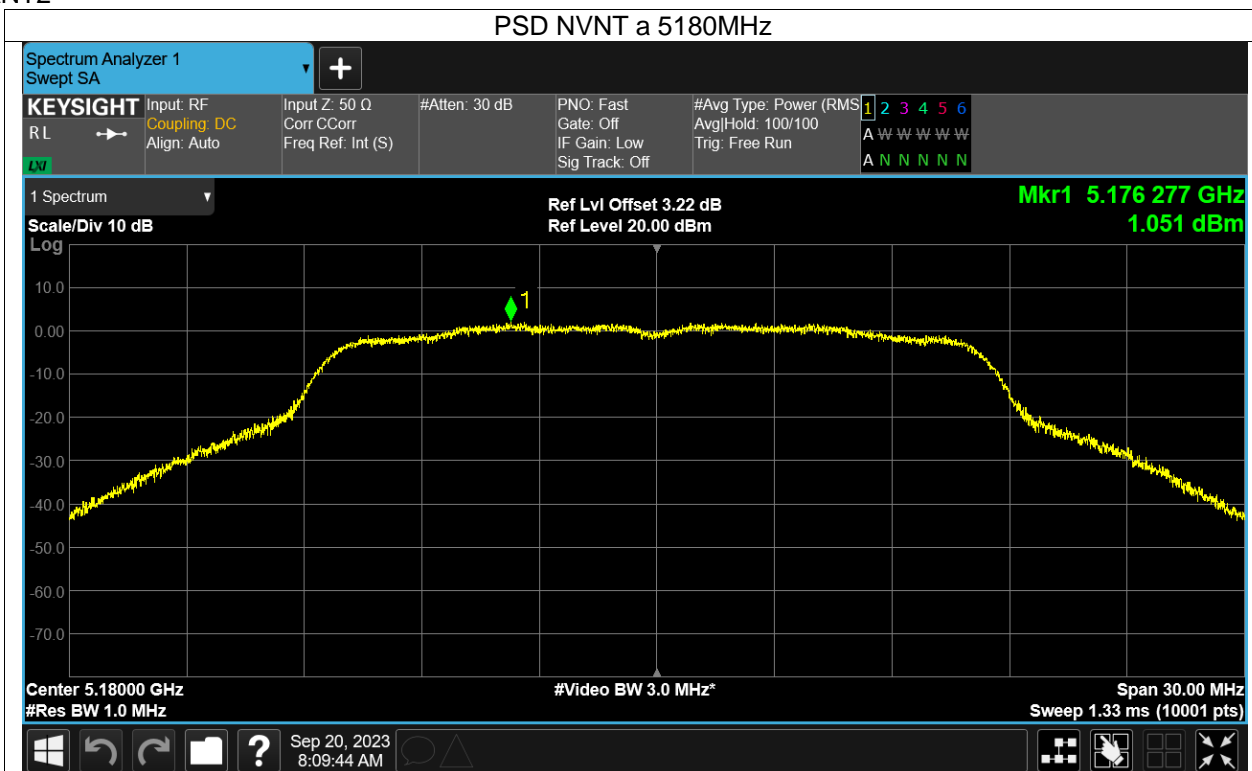 PSD NVNT a 5180MHz
Spectrum Analyzer 1
Swept SA
KEYSIGHT
R L
LXI
Input: RF
Coupling: DC
Align: Auto
Input Z: 50 Ω
Corr CCorr
Freq Ref: Int (S)
#Atten: 30 dB
PNO: Fast
Gate: Off
IF Gain: Low
Sig Track: Off
#Avg Type: Power (RMS
Avg|Hold: 100/100
Trig: Free Run
1 2 3 4 5 6
A W W W W W
A N N N N N
1 Spectrum
Scale/Div 10 dB
Log
Ref Lvl Offset 3.22 dB
Ref Level 20.00 dBm
Mkr1 5.176 277 GHz
1.051 dBm
1
10.0
0.00
-10.0
-20.0
-30.0
-40.0
-50.0
-60.0
-70.0
Center 5.18000 GHz
#Res BW 1.0 MHz
#Video BW 3.0 MHz*
Span 30.00 MHz
Sweep 1.33 ms (10001 pts)
?
Sep 20, 2023
8:09:44 AM